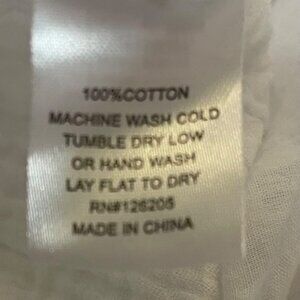 100%COTTON
MACHINE WASH COLD
TUMBLE DRY LOW
OR HAND WASH
LAY FLAT TO DRY
RN#126205
MADE IN CHINA